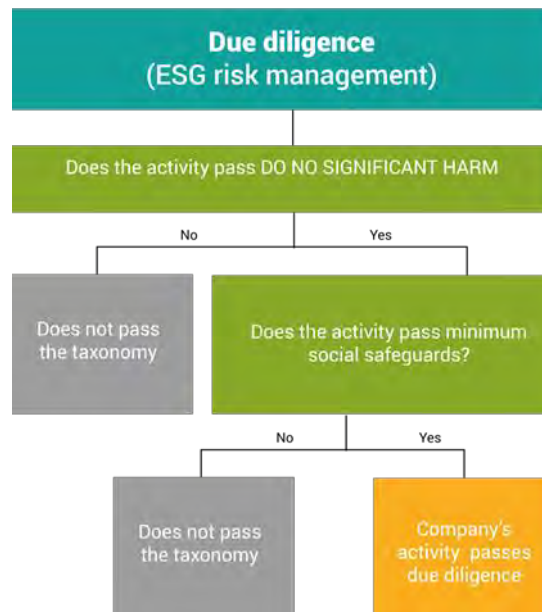 Due diligence
(ESG risk management)
Does the activity pass DO NO SIGNIFICANT HARM
No
Yes
Does not pass
the taxonomy
Does the activity pass minimum
social safeguards?
No
Yes
Does not pass
the taxonomy
Company's
activity passes
due diligence